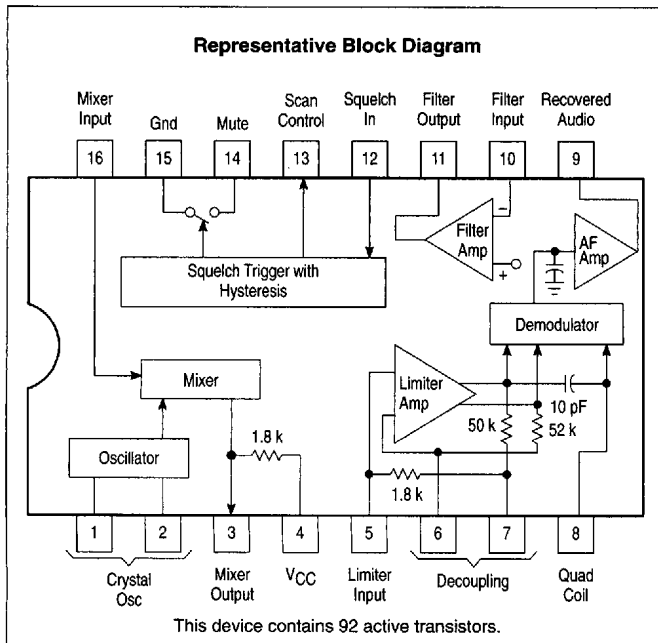 Representative Block Diagram
Mixer Input
Gnd
Mute
Scan Control
Squelch In
Filter Output
Filter Input
Recovered Audio
16
15
14
13
12
11
10
9
Filter Amp
AF Amp
Squelch Trigger with Hysteresis
Demodulator
Mixer
Limiter Amp
10 pF
50 k
52 k
1.8 k
Oscillator
1.8 k
1
2
3
4
5
6
7
8
Crystal Osc
Mixer Output
VCC
Limiter Input
Decoupling
Quad Coil
This device contains 92 active transistors.